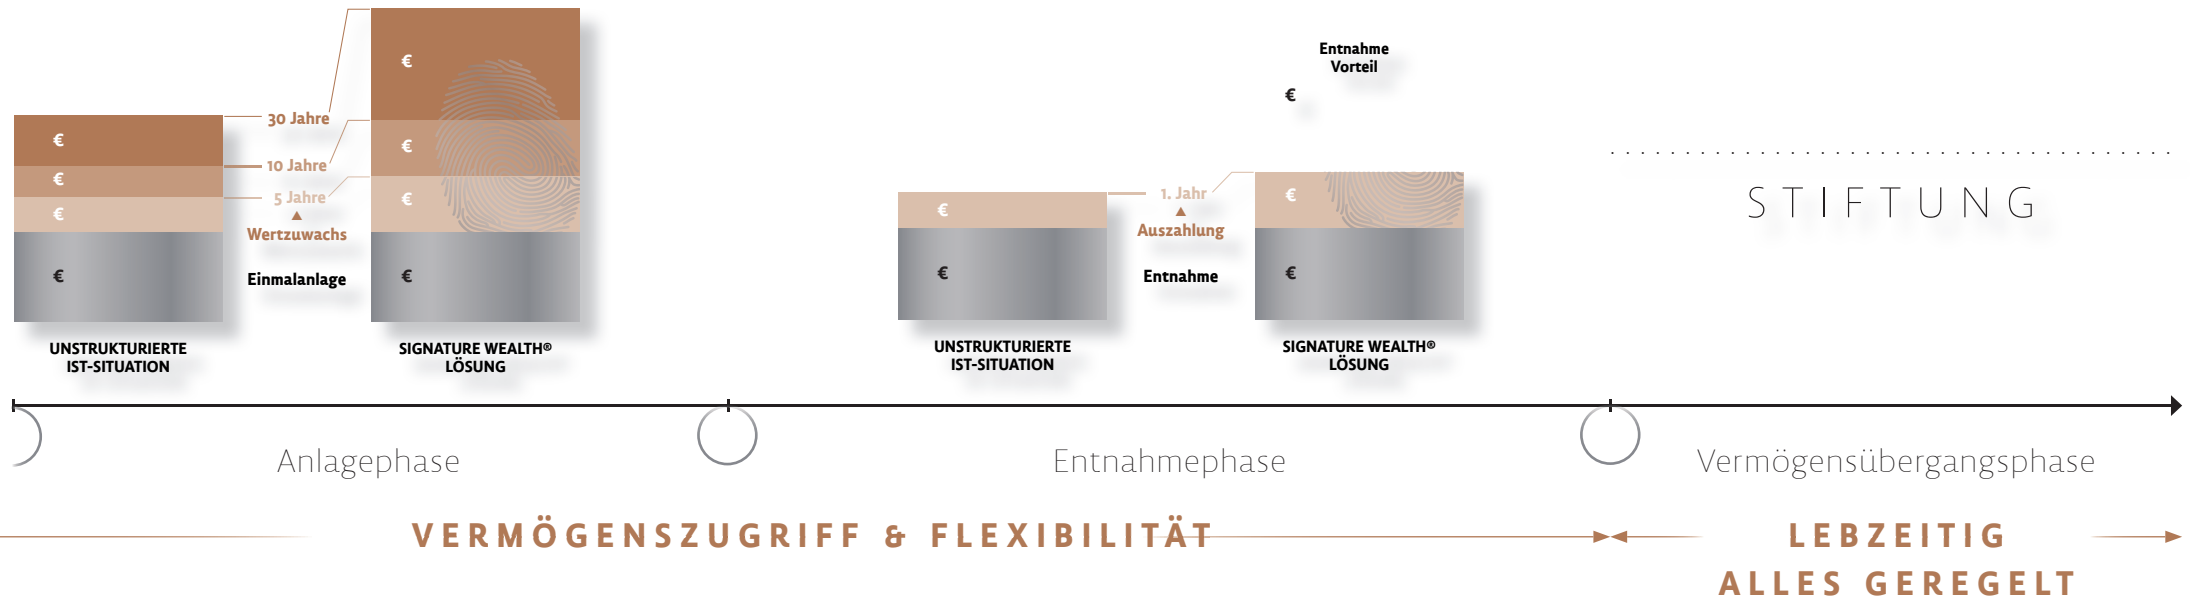 €
€
€
€
30 Jahre
10 Jahre
5 Jahre
Wertzuwachs
Einmalanlage
€
€
€
€
UNSTRUKTURIERTE
IST-SITUATION
SIGNATURE WEALTH®
LÖSUNG
€
€
1. Jahr
Auszahlung
Entnahme
Entnahme
Vorteil
€
€
€
UNSTRUKTURIERTE
IST-SITUATION
SIGNATURE WEALTH®
LÖSUNG
STIFTUNG
Anlagephase
Entnahmephase
Vermögensübergangsphase
VERMÖGENSZUGRIFF & FLEXIBILITÄT
LEBZEITIG
ALLES GEREGELT